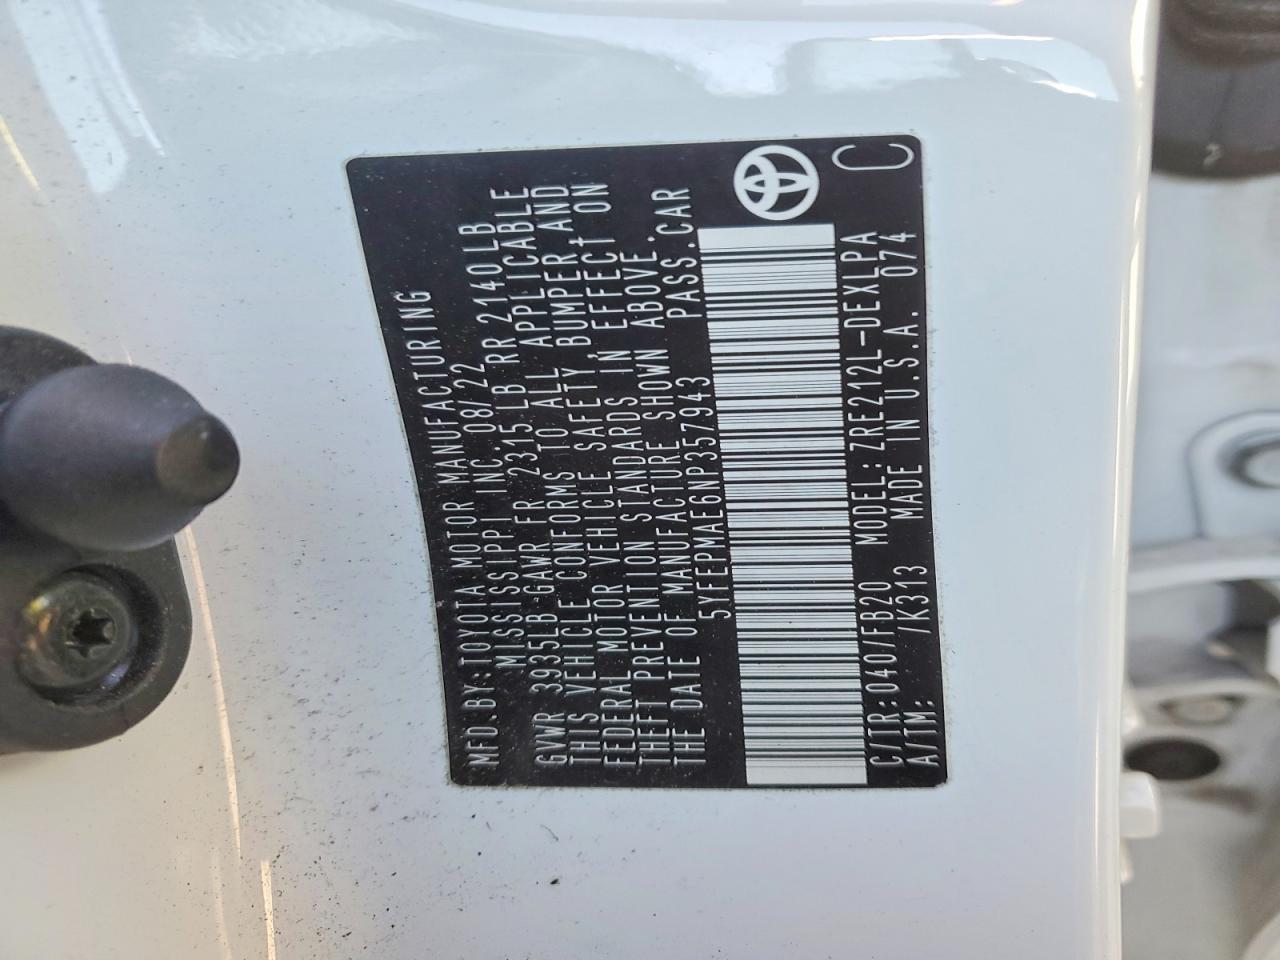 MFD.BY:TOYOTA MOTOR MANUFACTURING
MISSISSIPPI INC. 08/22
GVWR 3935LB GAWR FR 2315 LB RR 2140LB
THIS VEHICLE CONFORMS TO ALL APPLICABLE
FEDERAL MOTOR VEHICLE SAFETY,BUMPER AND
THEFT PREVENTION STANDARDS IN EFFECT ON
THE DATE OF MANUFACTURE SHOWN ABOVE.
5YFEPMAE6NP357943 PASS.CAR
C/TR:040/FB20 MODEL:ZRE212L-DEXLPA
A/TM: /K313 MADE IN U.S.A. 074
C